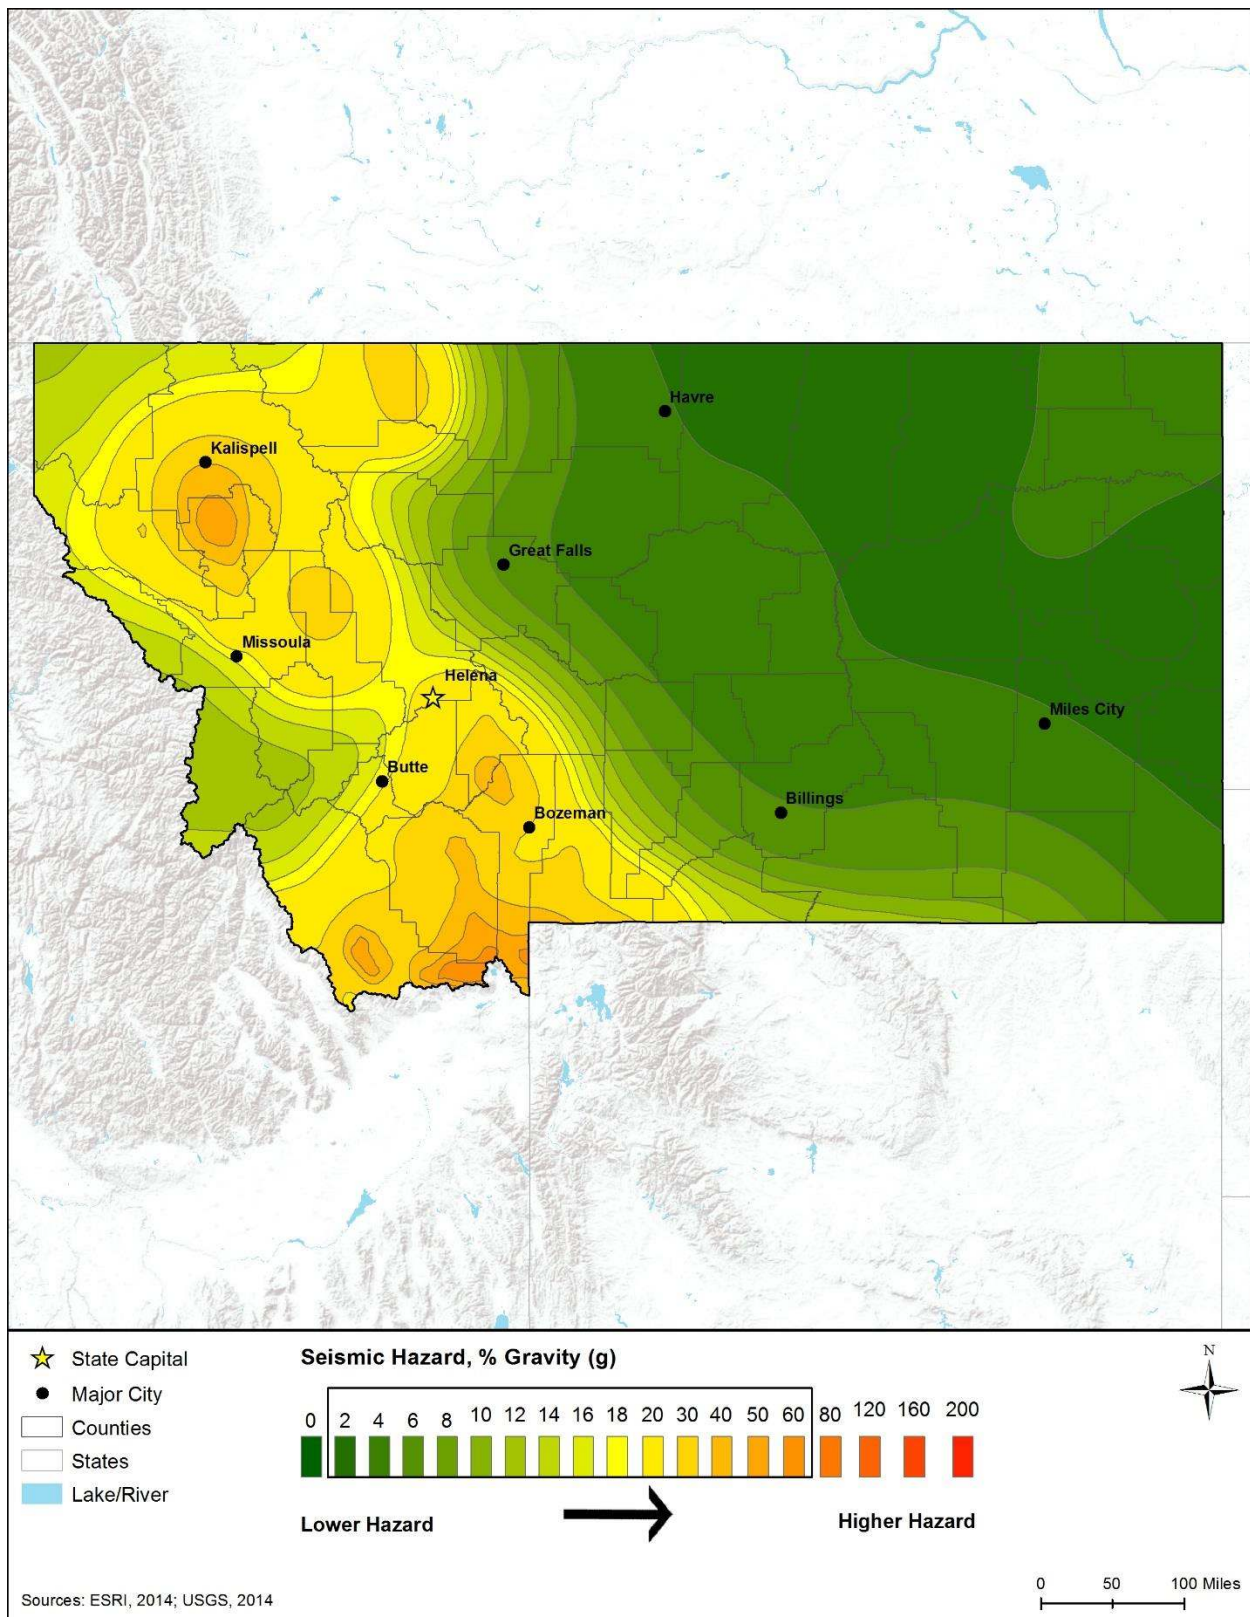 Havre
Kalispell
Great Falls
Missoula
Helena
Miles City
Butte
Billings
Bozeman
State Capital
Major City
Counties
States
Lake/River
Seismic Hazard, % Gravity (g)
0 2 4 6 8 10 12 14 16 18 20 30 40 50 60 80 120 160 200
Lower Hazard
Higher Hazard
N
Sources: ESRI, 2014; USGS, 2014
0 50 100 Miles